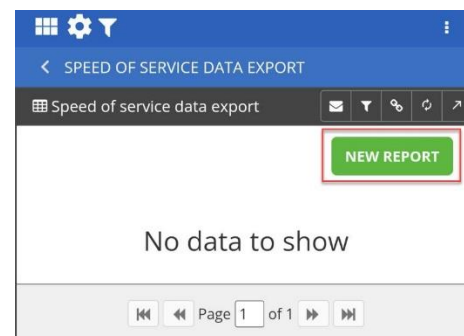 SPEED OF SERVICE DATA EXPORT
Speed of service data export
NEW REPORT
No data to show
Page 1 of 1